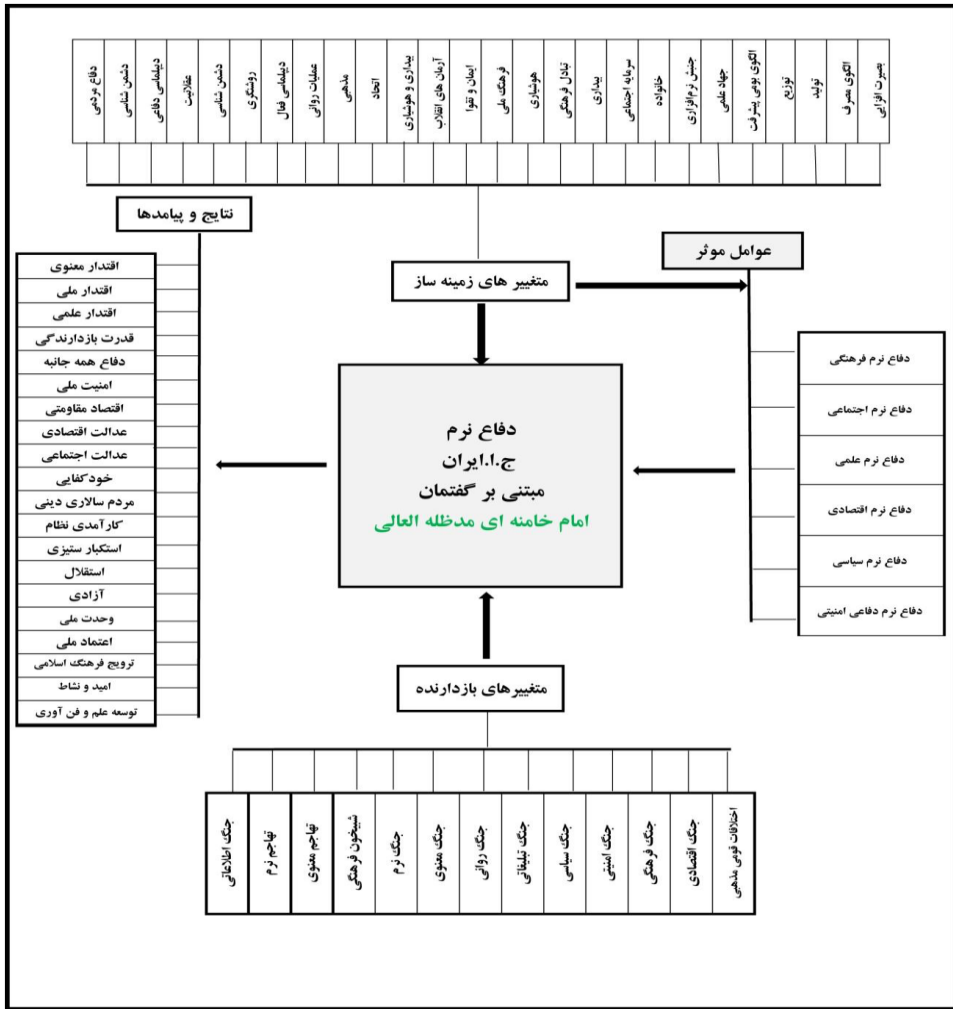 بصیرت افزایی
الگوی مصرف
تولید
توزیع
الگوی بومی پیشرفت
جهاد علمی
جنبش نرم‌افزاری
خانواده
سرمایه اجتماعی
بیداری
تبادل فرهنگی
هوشیاری
فرهنگ ملی
ایمان و تقوا
آرمان های انقلاب
بیداری و هوشیاری
اتحاد
مذهبی
عملیات روانی
دیپلماسی فعال
روشنگری
دشمن شناسی
عقلانیت
دیپلماسی دفاعی
دشمن شناسی
دفاع مردمی
متغییر های زمینه ساز
عوامل موثر
دفاع نرم فرهنگی
دفاع نرم اجتماعی
دفاع نرم علمی
دفاع نرم اقتصادی
دفاع نرم سیاسی
دفاع نرم دفاعی امنیتی
دفاع نرم
ج.ا.ایران
مبتنی بر گفتمان
امام خامنه ای مدظله العالی
نتایج و پیامدها
اقتدار معنوی
اقتدار ملی
اقتدار علمی
قدرت بازدارندگی
دفاع همه جانبه
امنیت ملی
اقتصاد مقاومتی
عدالت اقتصادی
عدالت اجتماعی
خودکفایی
مردم سالاری دینی
کارآمدی نظام
استکبار ستیزی
استقلال
آزادی
وحدت ملی
اعتماد ملی
ترویج فرهنگ اسلامی
امید و نشاط
توسعه علم و فن آوری
متغییرهای بازدارنده
اختلافات قومی مذهبی
جنگ اقتصادی
جنگ فرهنگی
جنگ امنیتی
جنگ سیاسی
جنگ تبلیغاتی
جنگ روانی
جنگ معنوی
جنگ نرم
شبیخون فرهنگی
تهاجم معنوی
تهاجم نرم
جنگ اطلاعاتی